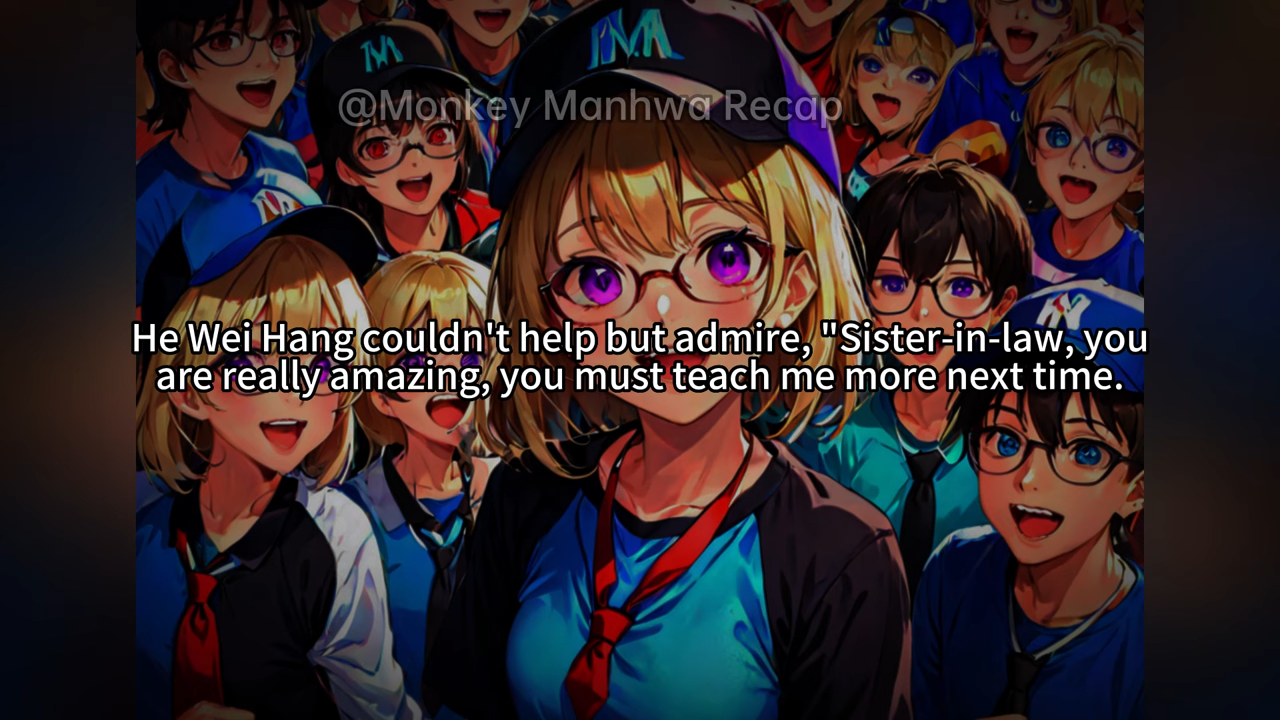 @Monkey Manhwa Recap
He Wei Hang couldn't help but admire, "Sister-in-law, you
are really amazing, you must teach me more next time.